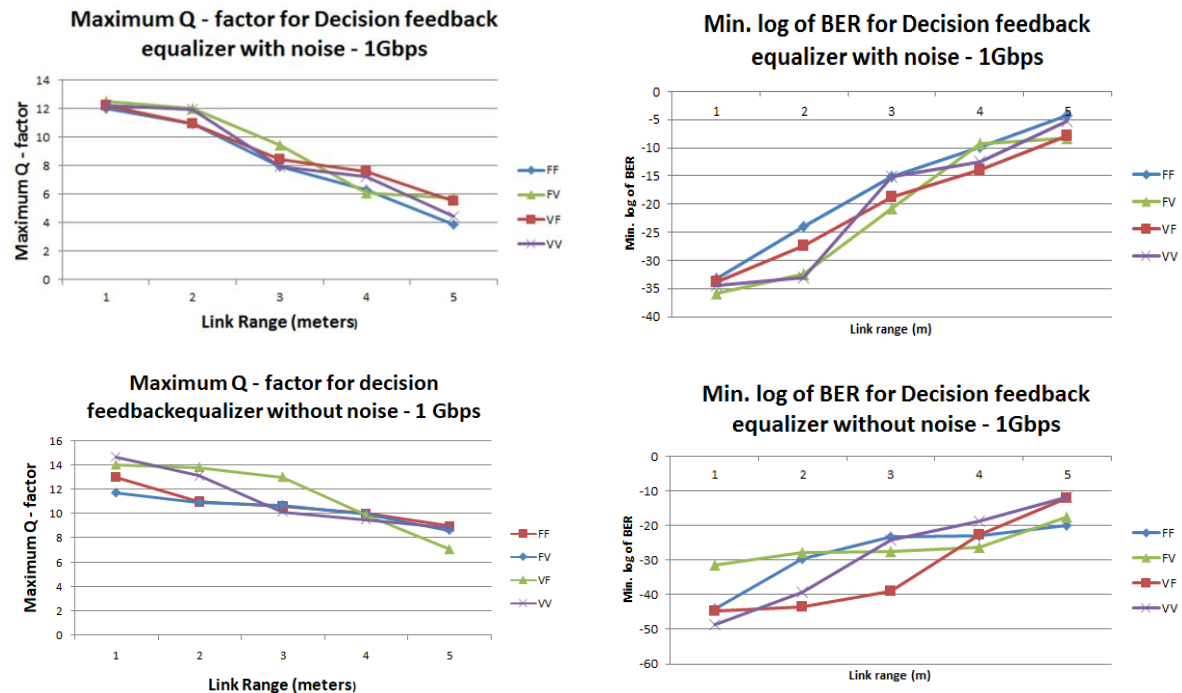 Maximum Q - factor for Decision feedback
equalizer with noise - 1Gbps
Maximum Q - factor
14
12
10
8
6
4
2
0
1 2 3 4 5
Link Range (meters)
FF
FV
VF
VV
Min. log of BER for Decision feedback
equalizer with noise - 1Gbps
Min. log of BER
0
-5
-10
-15
-20
-25
-30
-35
-40
1 2 3 4 5
Link range (m)
FF
FV
VF
VV
Maximum Q - factor for decision
feedbackequalizer without noise - 1 Gbps
Maximum Q - factor
16
14
12
10
8
6
4
2
0
1 2 3 4 5
Link Range (meters)
FF
FV
VF
VV
Min. log of BER for Decision feedback
equalizer without noise - 1Gbps
Min. log of BER
0
-10
-20
-30
-40
-50
-60
1 2 3 4 5
Link range (m)
FF
FV
VF
VV